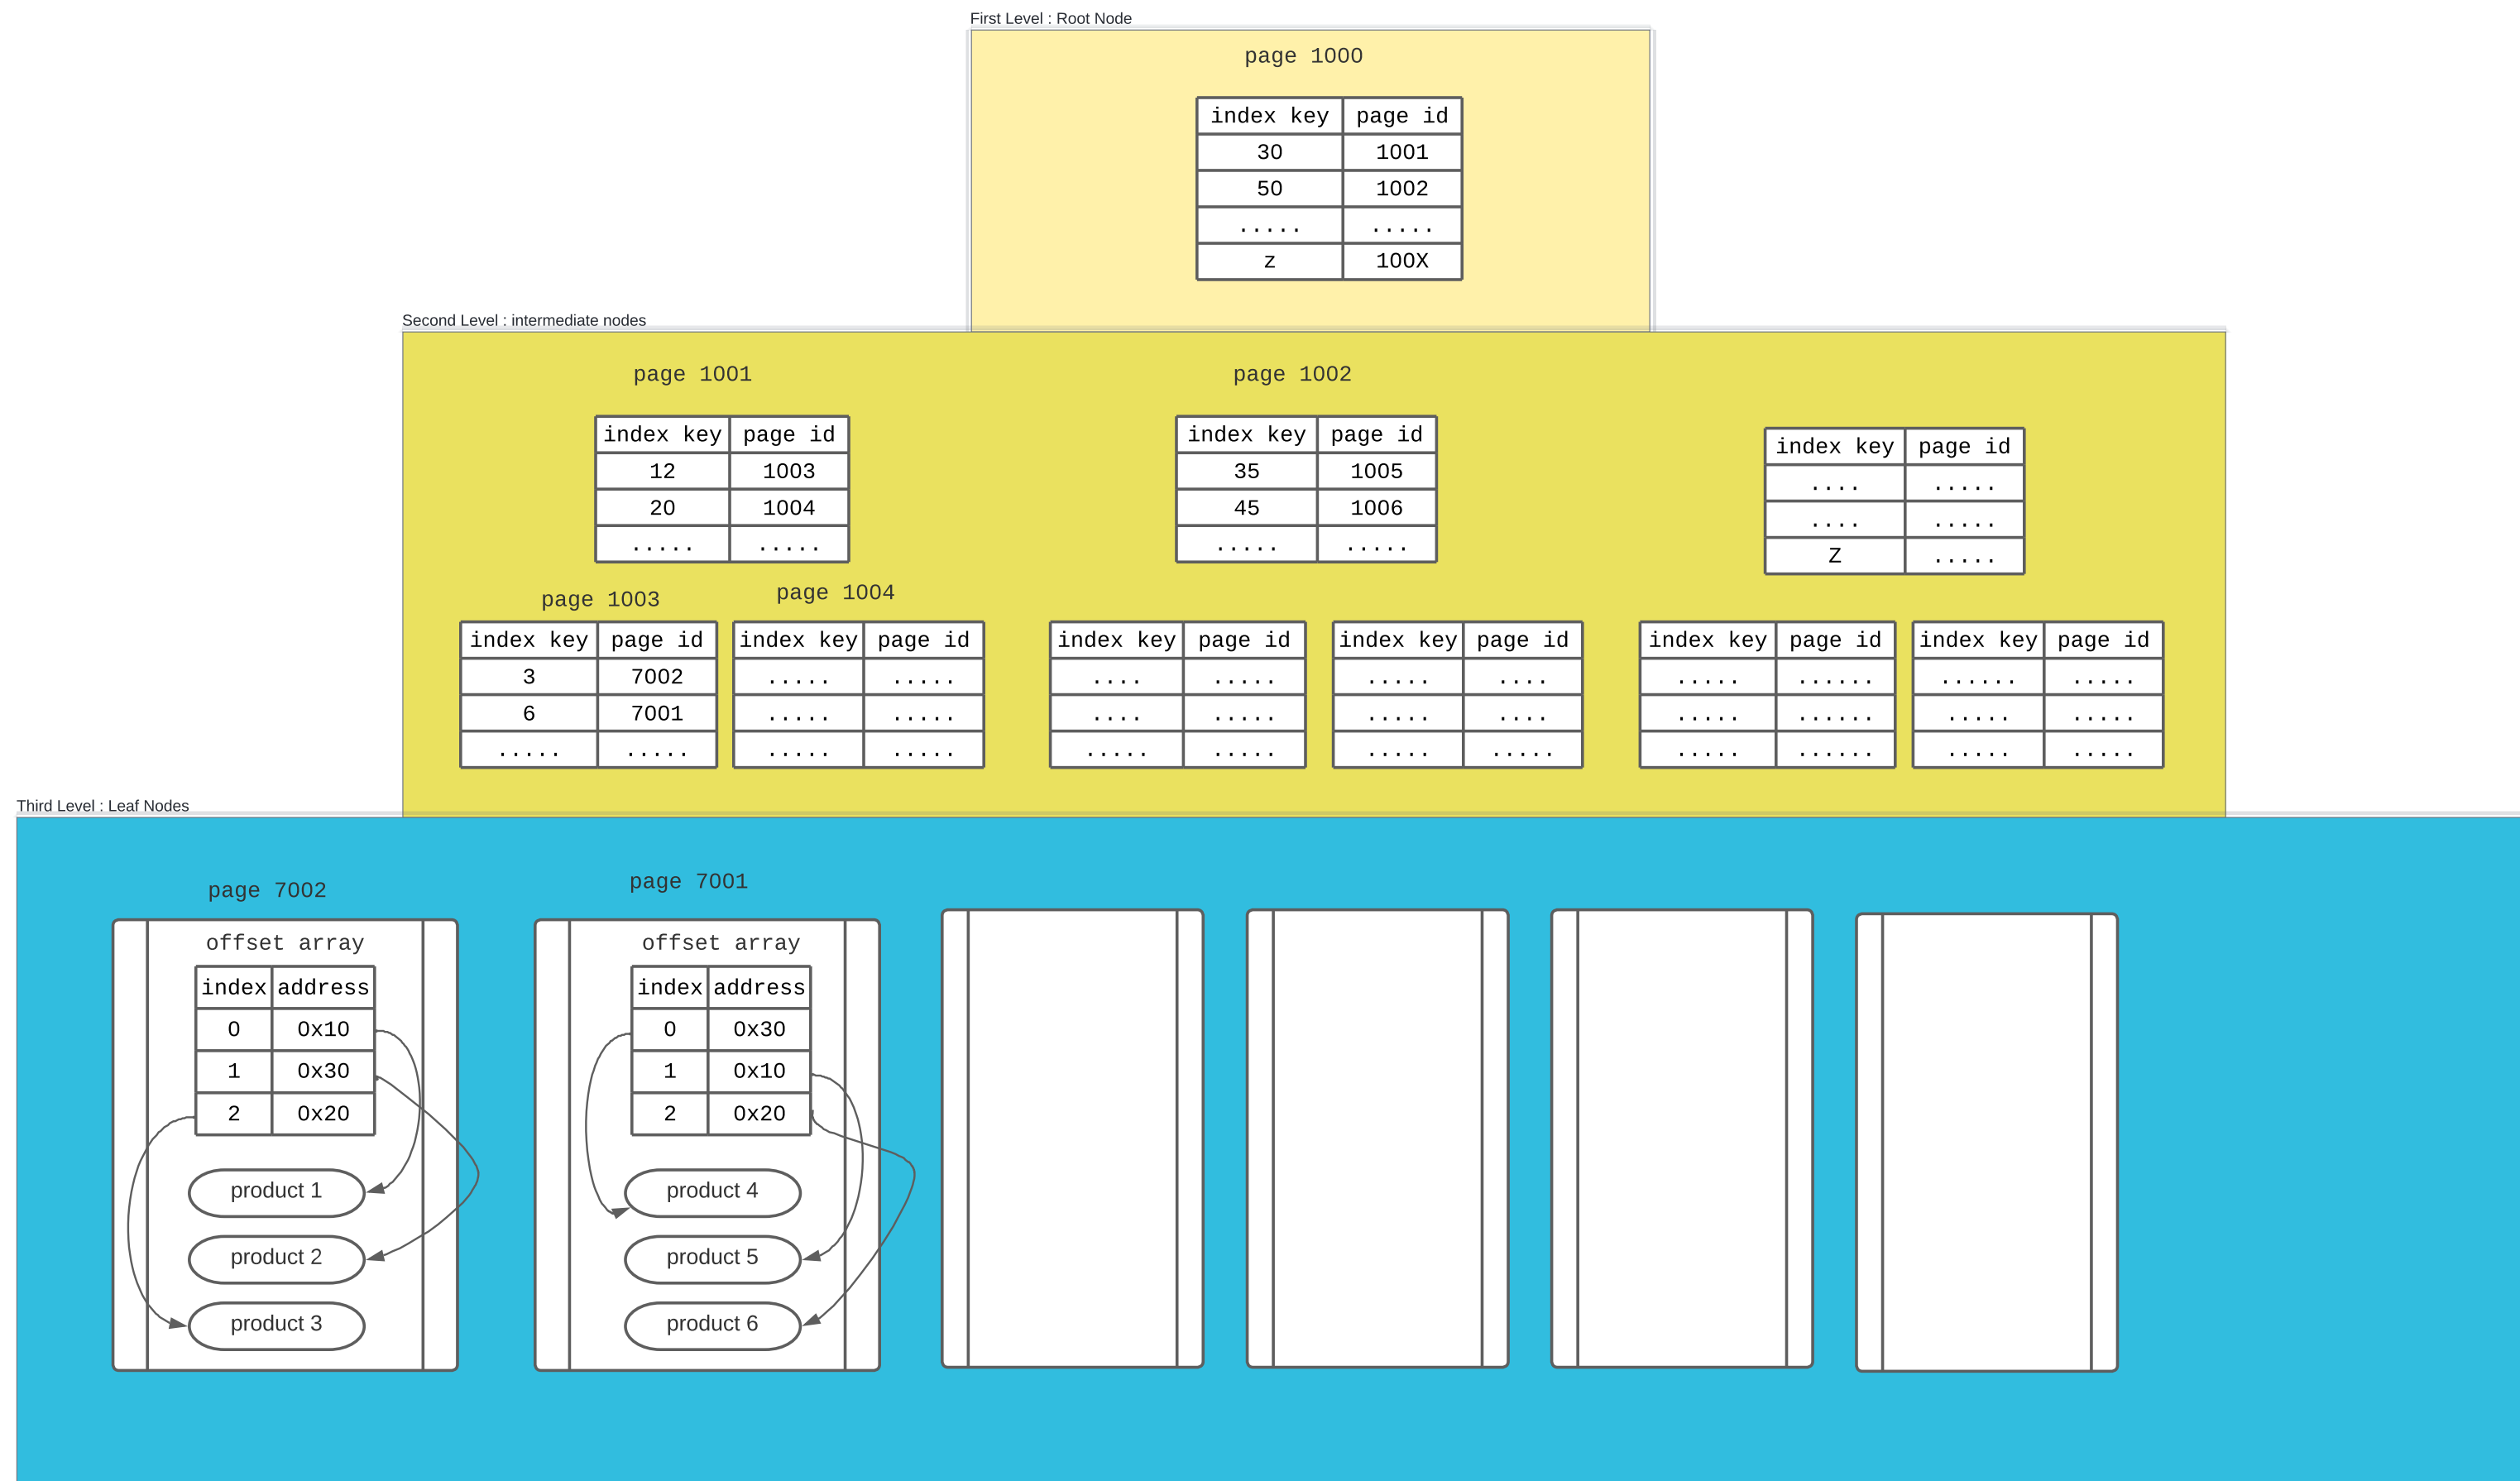 First Level : Root Node
page 1000
index key page id
30 1001
50 1002
..... .....
z 100X
Second Level : intermediate nodes
page 1001
index key page id
12 1003
20 1004
..... .....
page 1002
index key page id
35 1005
45 1006
..... .....
index key page id
.... .....
.... .....
Z .....
page 1003
index key page id
3 7002
6 7001
..... .....
page 1004
index key page id
..... .....
..... .....
..... .....
index key page id
.... .....
.... .....
..... .....
index key page id
..... ....
..... ....
..... .....
index key page id
..... ......
..... ......
..... ......
index key page id
...... .....
..... .....
..... .....
Third Level : Leaf Nodes
page 7002
offset array
index address
0 0x10
1 0x30
2 0x20
product 1
product 2
product 3
page 7001
offset array
index address
0 0x30
1 0x10
2 0x20
product 4
product 5
product 6